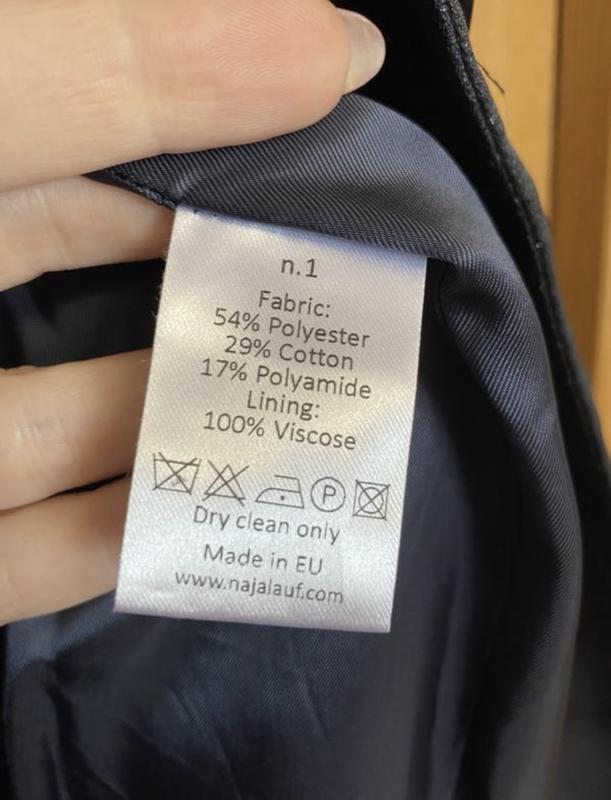 n.1
Fabric:
54% Polyester
29% Cotton
17% Polyamide
Lining:
100% Viscose
P
Dry clean only
Made in EU
www.najalauf.com